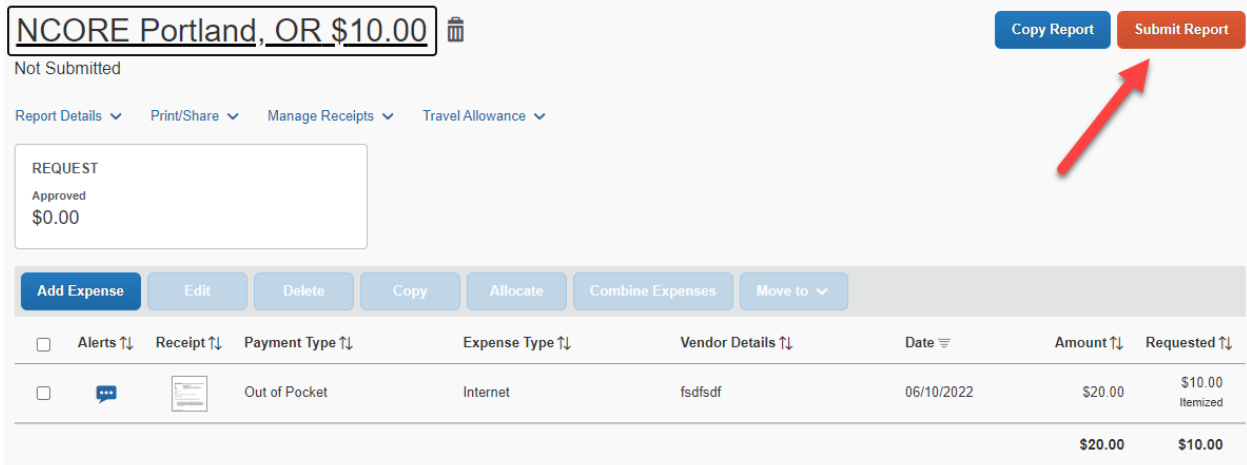 NCORE Portland, OR $10.00
Copy Report
Submit Report
Not Submitted
Report Details
Print/Share
Manage Receipts
Travel Allowance
REQUEST
Approved
$0.00
Add Expense
Edit
Delete
Copy
Allocate
Combine Expenses
Move to
Alerts
Receipt
Payment Type
Expense Type
Vendor Details
Date
Amount
Requested
Out of Pocket
Internet
fsdfsdf
06/10/2022
$20.00
$10.00
Itemized
$20.00
$10.00